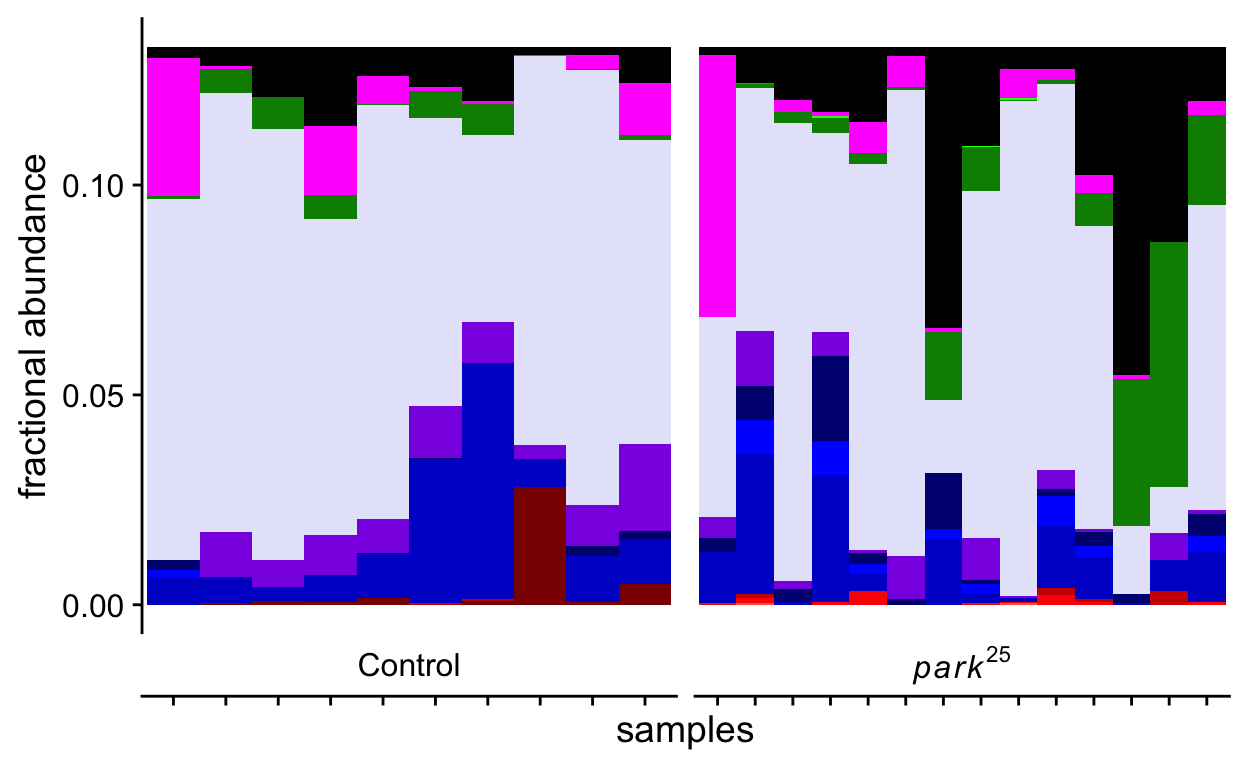 fractional abundance
0.10
0.05
0.00
Control
park²⁵
samples